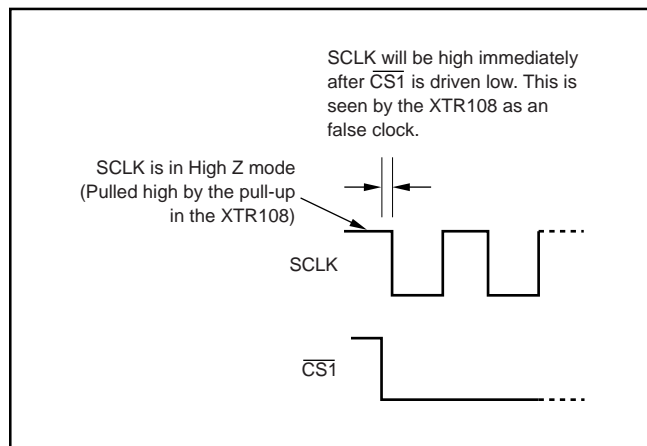 SCLK will be high immediately
after CS1 is driven low. This is
seen by the XTR108 as an
false clock.
SCLK is in High Z mode
(Pulled high by the pull-up
in the XTR108)
SCLK
CS1